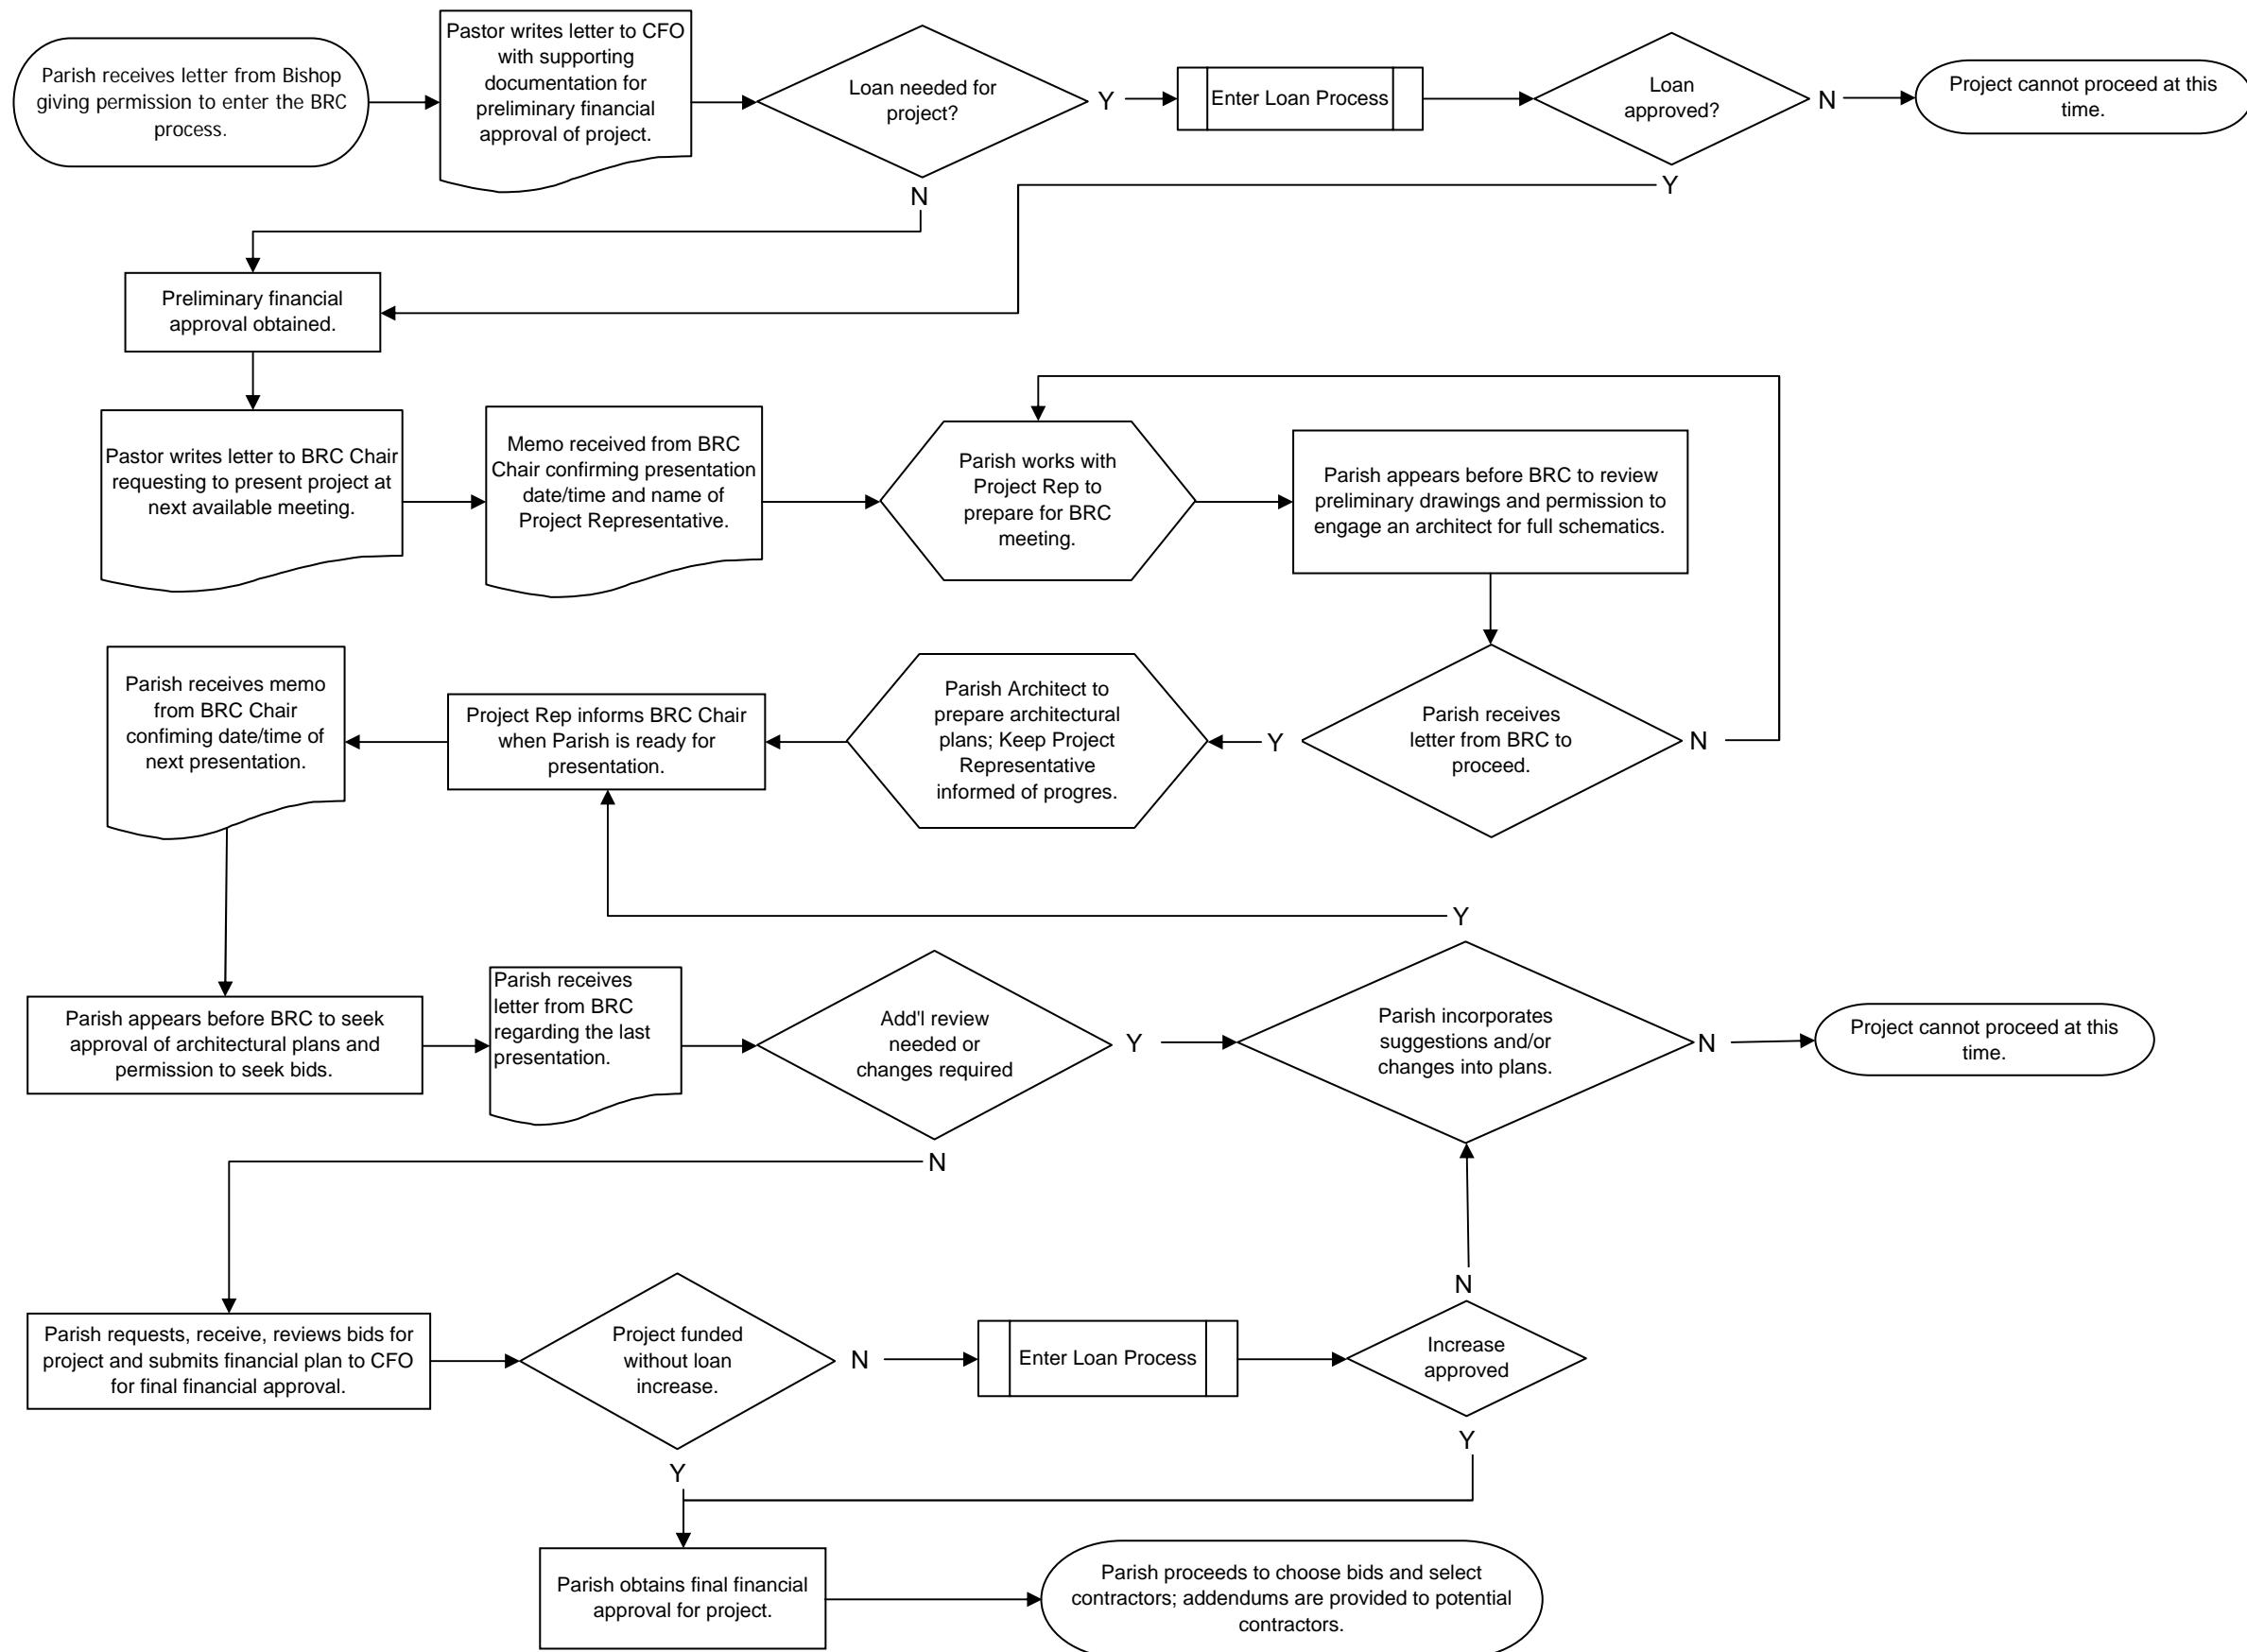 Parish receives letter from Bishop
giving permission to enter the BRC
process.
Pastor writes letter to CFO
with supporting
documentation for
preliminary financial
approval of project.
Loan needed for
project?
Y
N
Enter Loan Process
Loan
approved?
N
Y
Project cannot proceed at this
time.
Preliminary financial
approval obtained.
Pastor writes letter to BRC Chair
requesting to present project at
next available meeting.
Memo received from BRC
Chair confirming presentation
date/time and name of
Project Representative.
Parish works with
Project Rep to
prepare for BRC
meeting.
Parish appears before BRC to review
preliminary drawings and permission to
engage an architect for full schematics.
Parish receives
letter from BRC to
proceed.
N
Y
Parish Architect to
prepare architectural
plans; Keep Project
Representative
informed of progres.
Project Rep informs BRC Chair
when Parish is ready for
presentation.
Parish receives memo
from BRC Chair
confiming date/time of
next presentation.
Parish appears before BRC to seek
approval of architectural plans and
permission to seek bids.
Parish receives
letter from BRC
regarding the last
presentation.
Add'l review
needed or
changes required
Y
N
Y
Parish incorporates
suggestions and/or
changes into plans.
N
Project cannot proceed at this
time.
Parish requests, receive, reviews bids for
project and submits financial plan to CFO
for final financial approval.
Project funded
without loan
increase.
N
Y
Enter Loan Process
N
Increase
approved
Y
Parish obtains final financial
approval for project.
Parish proceeds to choose bids and select
contractors; addendums are provided to potential
contractors.